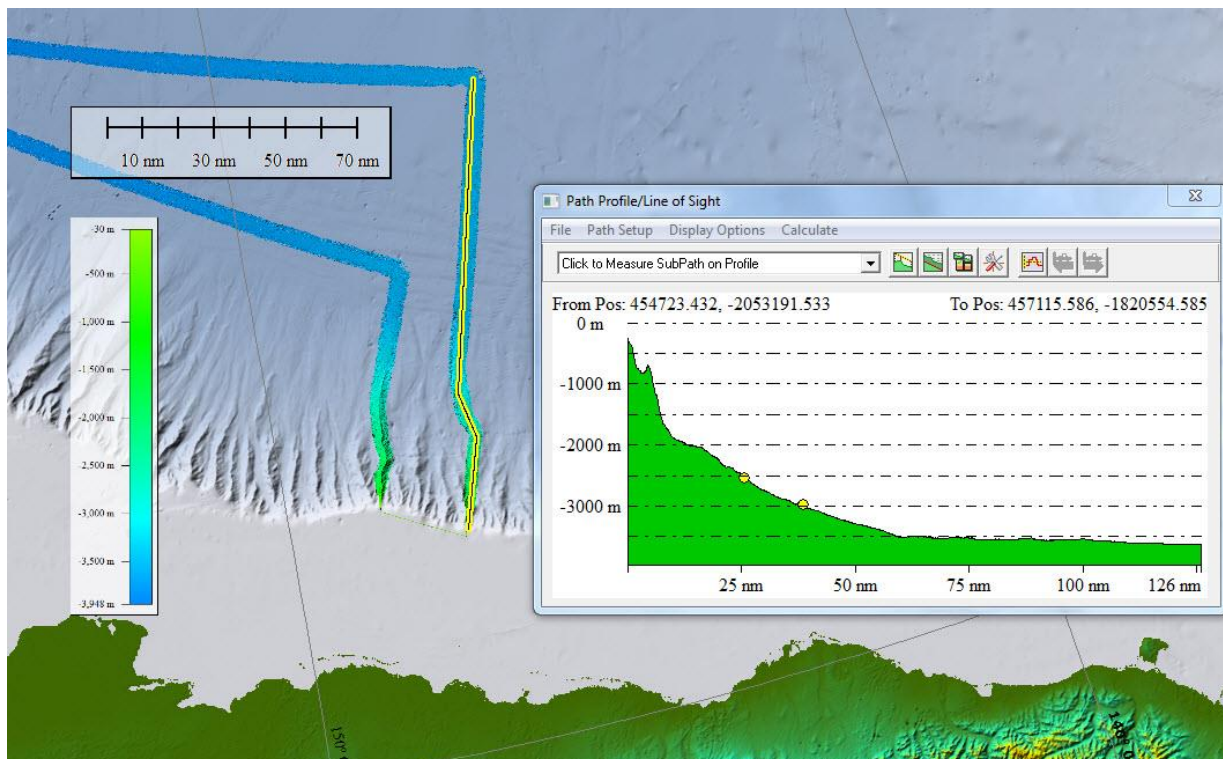 10 nm 30 nm 50 nm 70 nm
-30 m
-500 m
-1,000 m
-1,500 m
-2,000 m
-2,500 m
-3,000 m
-3,500 m
-3,948 m
Path Profile/Line of Sight
File Path Setup Display Options Calculate
Click to Measure SubPath on Profile
From Pos: 454723.432, -2053191.533 To Pos: 457115.586, -1820554.585
0 m
-1000 m
-2000 m
-3000 m
25 nm 50 nm 75 nm 100 nm 126 nm
150°